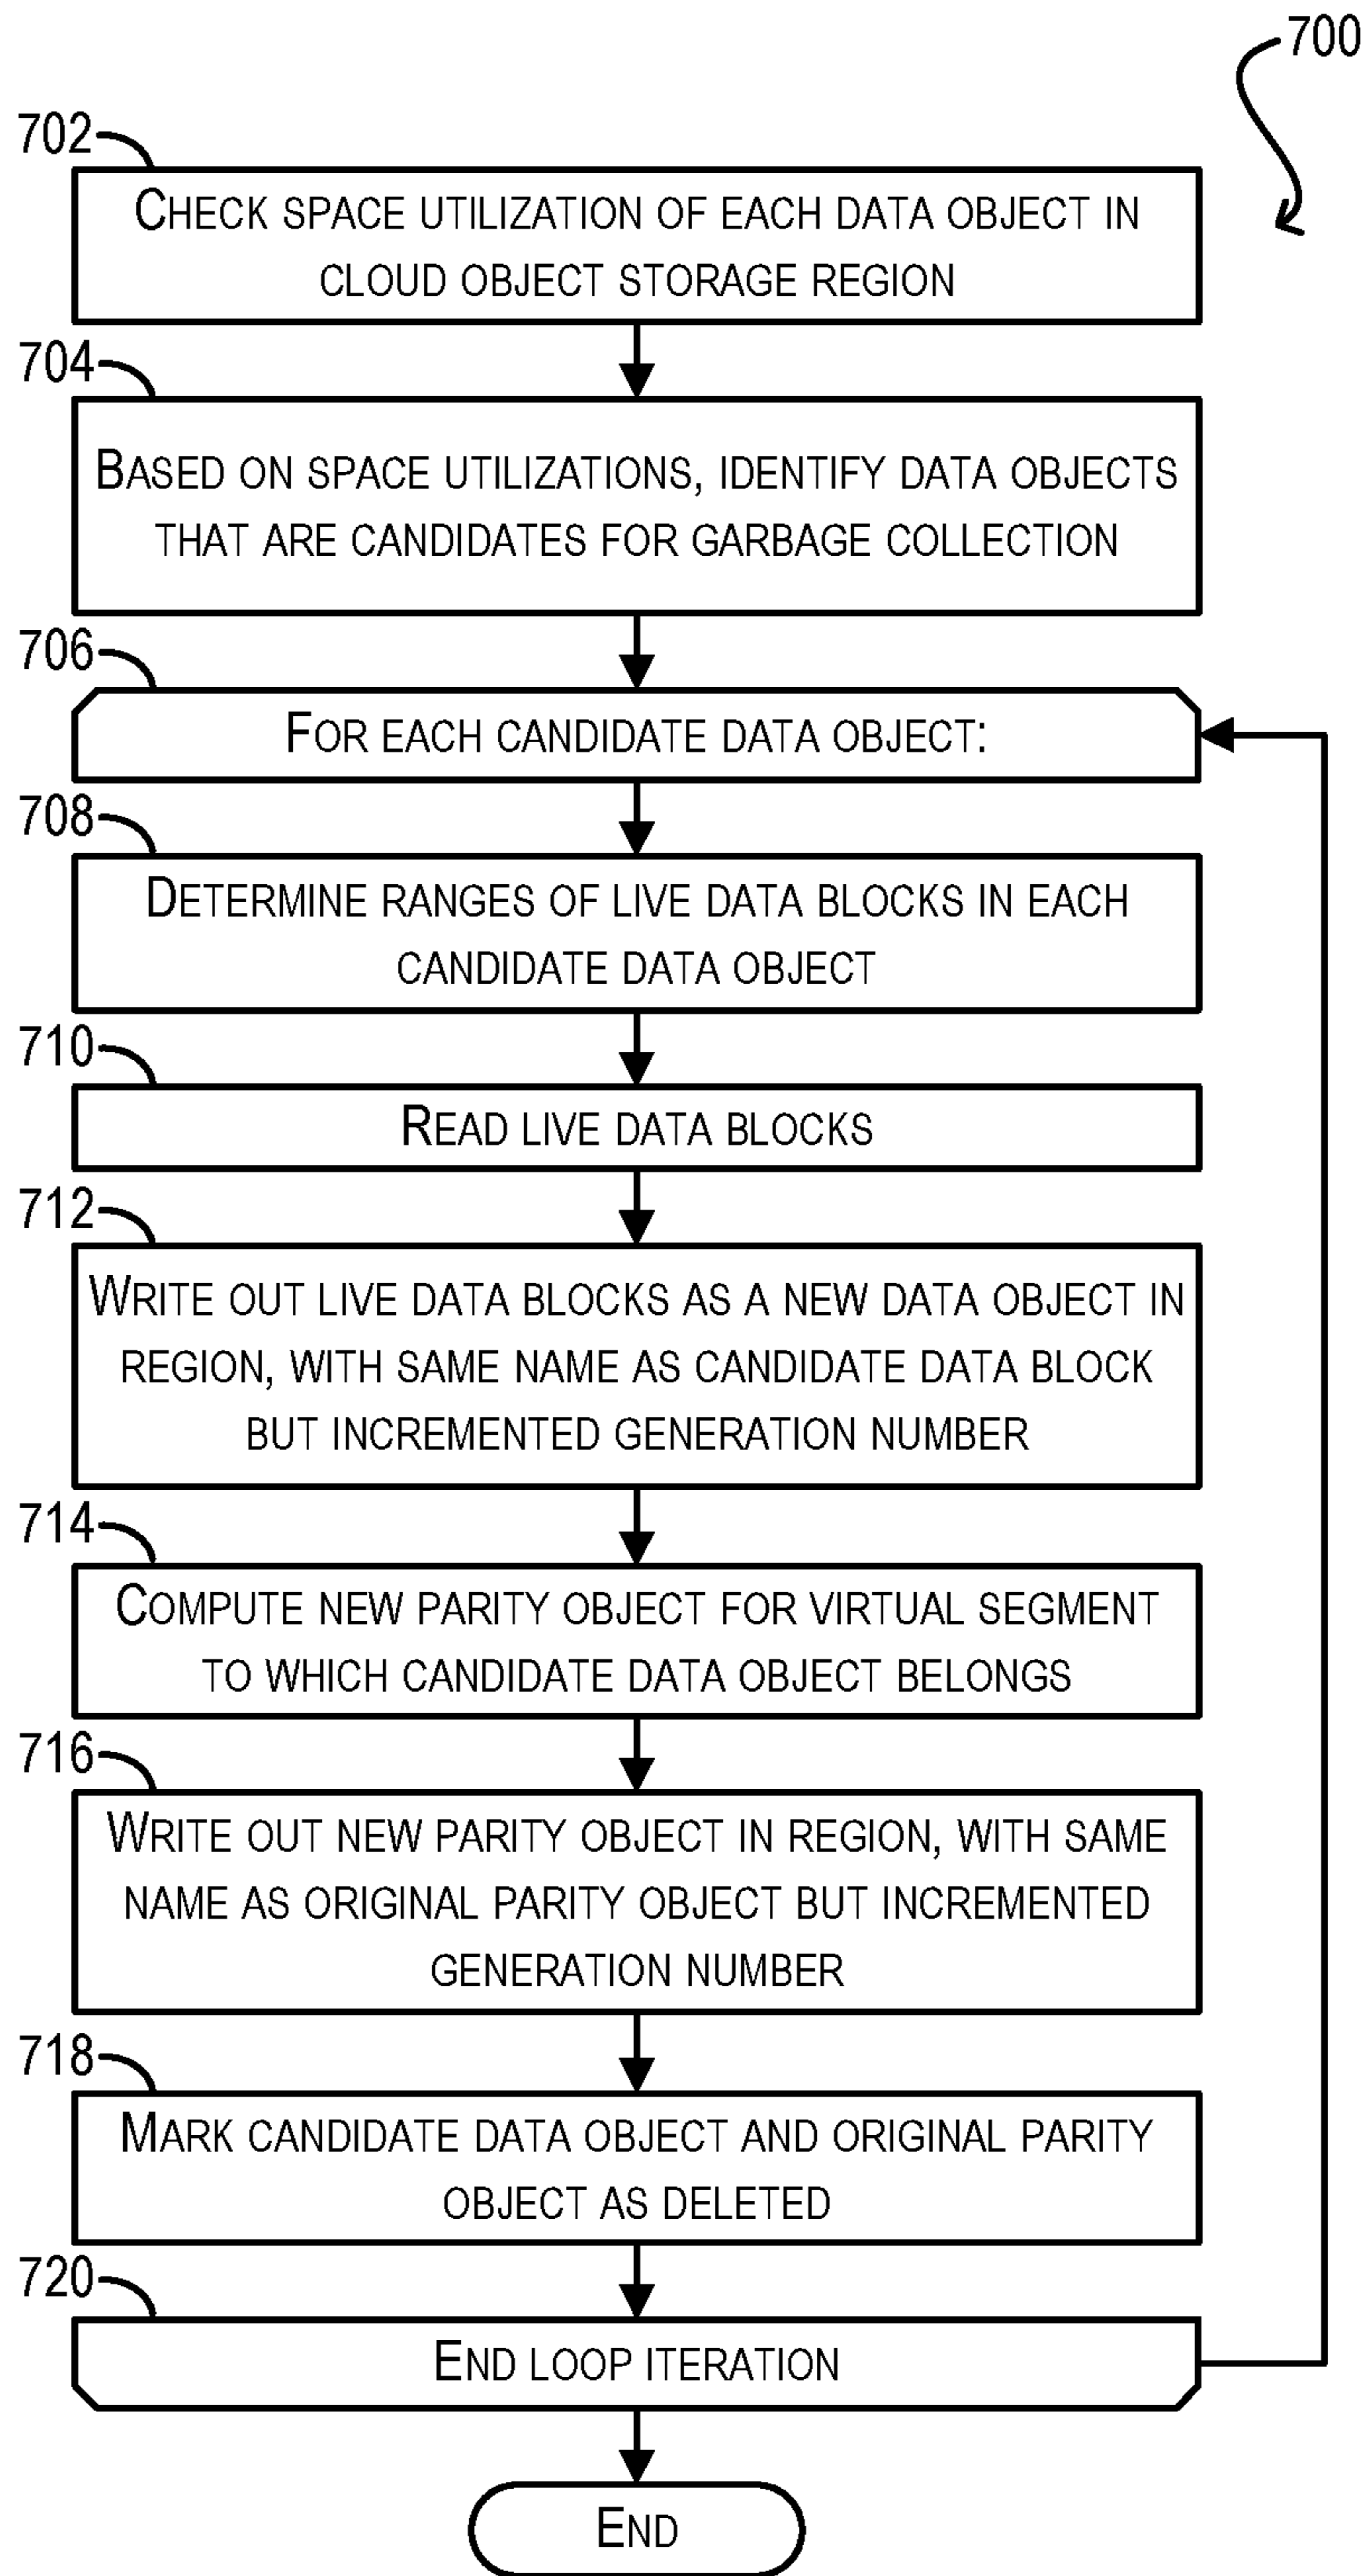 700
702
CHECK SPACE UTILIZATION OF EACH DATA OBJECT IN
CLOUD OBJECT STORAGE REGION
704
BASED ON SPACE UTILIZATIONS, IDENTIFY DATA OBJECTS
THAT ARE CANDIDATES FOR GARBAGE COLLECTION
706
FOR EACH CANDIDATE DATA OBJECT:
708
DETERMINE RANGES OF LIVE DATA BLOCKS IN EACH
CANDIDATE DATA OBJECT
710
READ LIVE DATA BLOCKS
712
WRITE OUT LIVE DATA BLOCKS AS A NEW DATA OBJECT IN
REGION, WITH SAME NAME AS CANDIDATE DATA BLOCK
BUT INCREMENTED GENERATION NUMBER
714
COMPUTE NEW PARITY OBJECT FOR VIRTUAL SEGMENT
TO WHICH CANDIDATE DATA OBJECT BELONGS
716
WRITE OUT NEW PARITY OBJECT IN REGION, WITH SAME
NAME AS ORIGINAL PARITY OBJECT BUT INCREMENTED
GENERATION NUMBER
718
MARK CANDIDATE DATA OBJECT AND ORIGINAL PARITY
OBJECT AS DELETED
720
END LOOP ITERATION
END